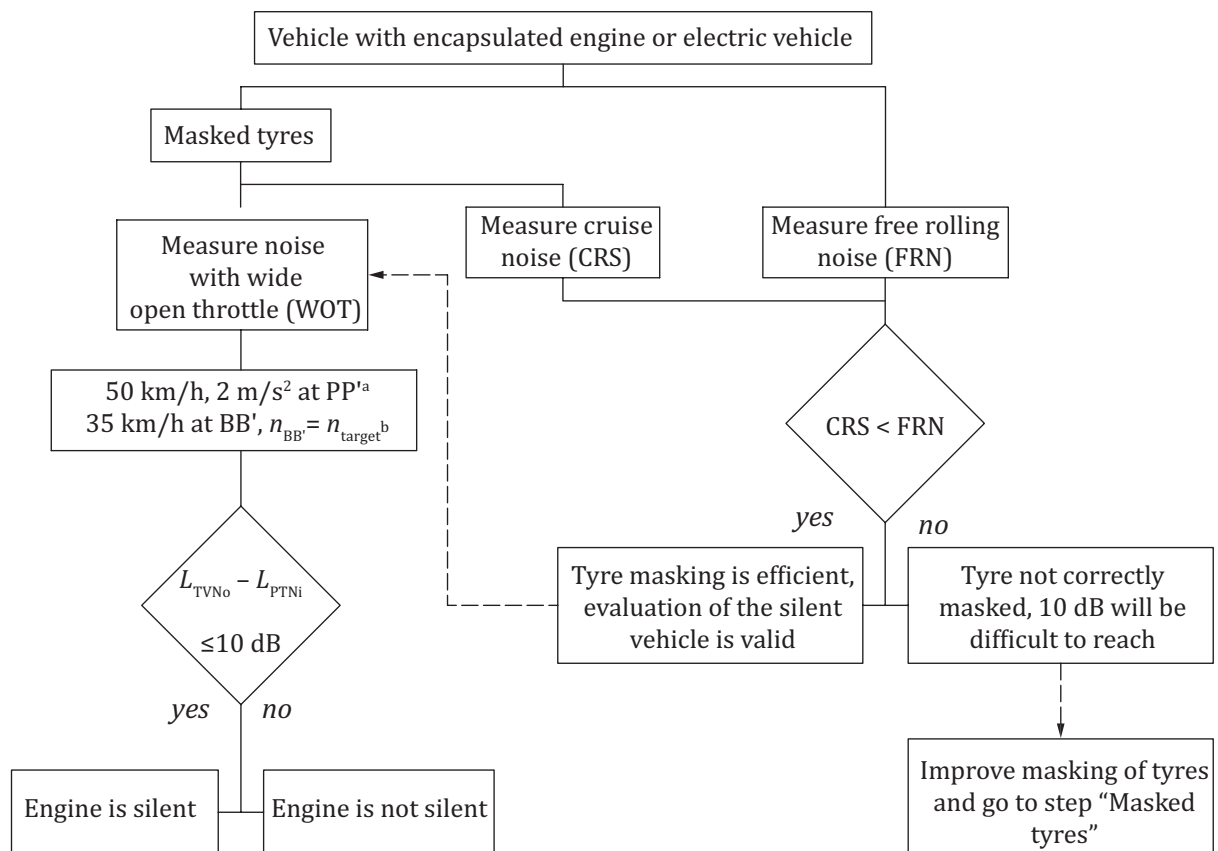 Vehicle with encapsulated engine or electric vehicle
Masked tyres
Measure noise
with wide
open throttle (WOT)
Measure cruise
noise (CRS)
Measure free rolling
noise (FRN)
50 km/h, 2 m/s² at PP'ᵃ
35 km/h at BB', n_BB' = n_targetᵇ
CRS < FRN
yes
no
L_TVNo – L_PTNi
≤10 dB
Tyre masking is efficient,
evaluation of the silent
vehicle is valid
Tyre not correctly
masked, 10 dB will be
difficult to reach
yes
no
Engine is silent
Engine is not silent
Improve masking of tyres
and go to step “Masked
tyres”